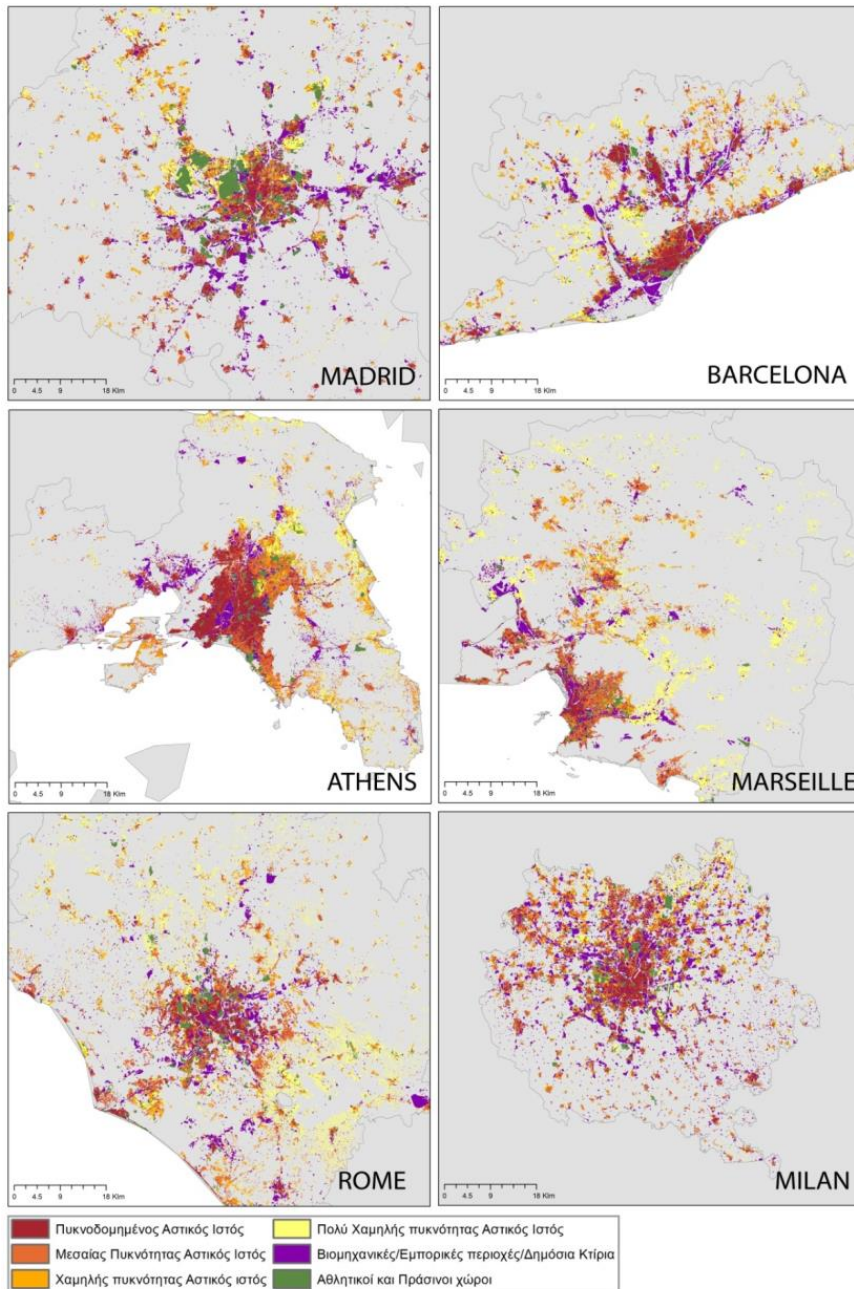 0 4.5 9 18 Klm
MADRID
0 4.5 9 18 Klm
BARCELONA
0 4.5 9 18 Klm
ATHENS
0 4.5 9 18 Klm
MARSEILLE
0 4.5 9 18 Klm
ROME
0 4.5 9 18 Klm
MILAN
Πυκνοδομημένος Αστικός Ιστός
Πολύ Χαμηλής πυκνότητας Αστικός Ιστός
Μεσαίας Πυκνότητας Αστικός Ιστός
Βιομηχανικές/Εμπορικές περιοχές/Δημόσια Κτίρια
Χαμηλής πυκνότητας Αστικός ιστός
Αθλητικοί και Πράσινοι χώροι